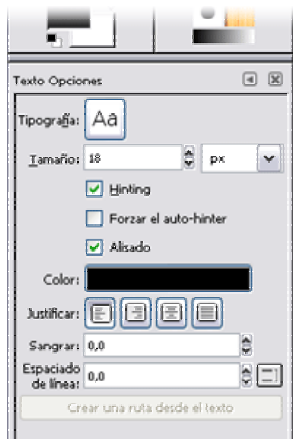 Texto Opciones
Tipografía: Aa
Tamaño: 18 px
Hinting
Forzar el auto-hinter
Alisado
Color:
Justificar:
Sangrar: 0,0
Espaciado
de línea: 0,0
Crear una ruta desde el texto